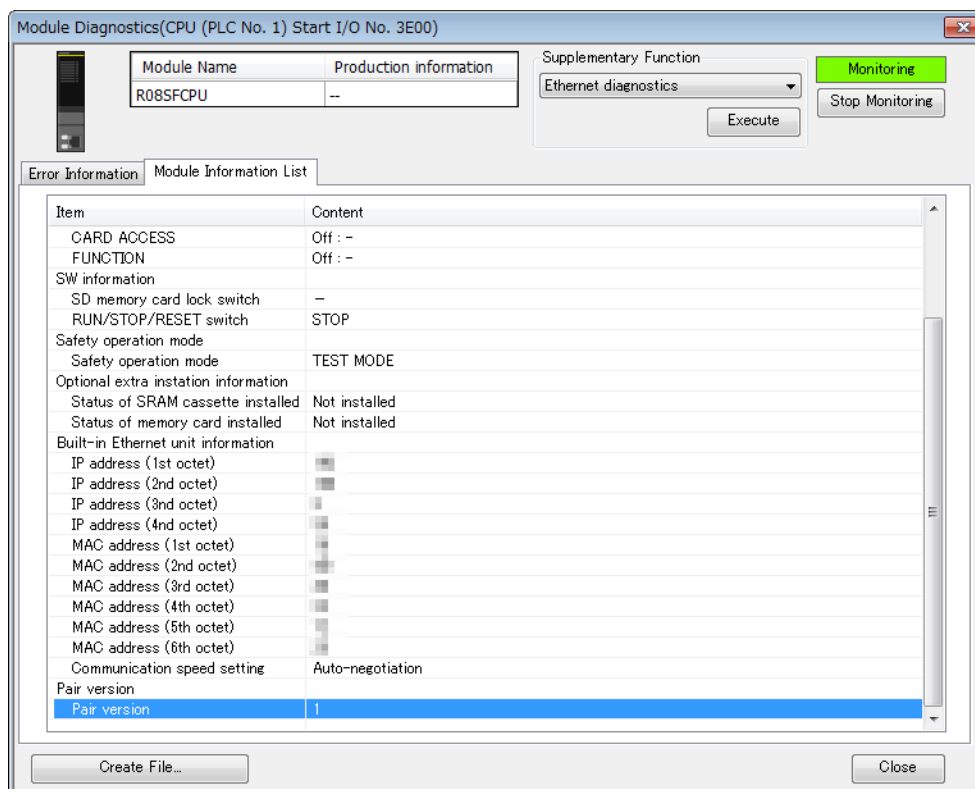 Module Diagnostics(CPU (PLC No. 1) Start I/O No. 3E00)
Module Name Production information
R08SFCPU --
Supplementary Function
Ethernet diagnostics
Execute
Monitoring
Stop Monitoring
Error Information Module Information List
Item Content
CARD ACCESS Off : -
FUNCTION Off : -
SW information
SD memory card lock switch -
RUN/STOP/RESET switch STOP
Safety operation mode
Safety operation mode TEST MODE
Optional extra instation information
Status of SRAM cassette installed Not installed
Status of memory card installed Not installed
Built-in Ethernet unit information
IP address (1st octet)
IP address (2nd octet)
IP address (3nd octet)
IP address (4nd octet)
MAC address (1st octet)
MAC address (2nd octet)
MAC address (3rd octet)
MAC address (4th octet)
MAC address (5th octet)
MAC address (6th octet)
Communication speed setting Auto-negotiation
Pair version
Pair version 1
Create File... Close